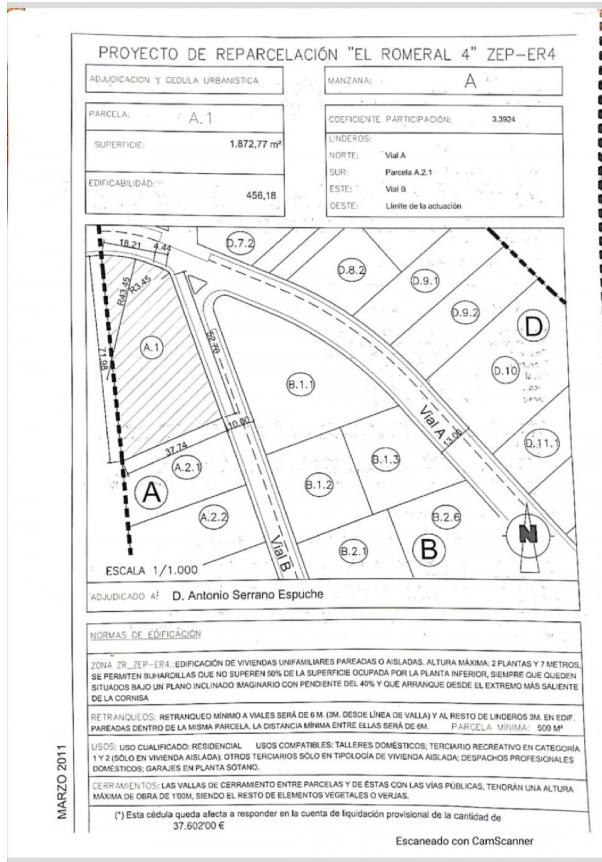 PROYECTO DE REPARCELACIÓN "EL ROMERAL 4" ZEP-ER4
ADJUDICACION Y CEDULA URBANISTICA
MANZANA: A
PARCELA: A.1
SUPERFICIE: 1.872,77 m²
EDIFICABILIDAD: 456,18
COEFICIENTE PARTICIPACIÓN: 3.3924
LINDEROS:
NORTE: Vial A
SUR: Parcela A.2.1
ESTE: Vial B
OESTE: Límite de la actuación
18.21
4.44
D.7.2
D.8.2
D.9.1
D.9.2
D
R43.45
R3.45
A.1
71.98
52.70
B.1.1
D.10
Vial A
13.00
D.11.1
10.00
37.74
A.2.1
A
B.1.3
B.1.2
A.2.2
B.2.6
B.2.1
B
N
Vial B
ESCALA 1/1.000
ADJUDICADO A: D. Antonio Serrano Espuche
NORMAS DE EDIFICACION
ZONA ZR_ZEP-ER4.:EDIFICACIÓN DE VIVIENDAS UNIFAMILIARES PAREADAS O AISLADAS. ALTURA MÁXIMA: 2 PLANTAS Y 7 METROS.
SE PERMITEN BUHARDILLAS QUE NO SUPEREN 50% DE LA SUPERFICIE OCUPADA POR LA PLANTA INFERIOR, SIEMPRE QUE QUEDEN
SITUADOS BAJO UN PLANO INCLINADO IMAGINARIO CON PENDIENTE DEL 40% Y QUE ARRANQUE DESDE EL EXTREMO MÁS SALIENTE
DE LA CORNISA
RETRANQUEOS: RETRANQUEO MÍNIMO A VIALES SERÁ DE 6 M. (3M. DESDE LÍNEA DE VALLA) Y AL RESTO DE LINDEROS 3M. EN EDIF.
PAREADAS DENTRO DE LA MISMA PARCELA, LA DISTANCIA MÍNIMA ENTRE ELLAS SERÁ DE 6M. PARCELA MÍNIMA: 500 M²
USOS: USO CUALIFICADO: RESIDENCIAL USOS COMPATIBLES: TALLERES DOMÉSTICOS; TERCIARIO RECREATIVO EN CATEGORÍA
1 Y 2 (SÓLO EN VIVIENDA AISLADA); OTROS TERCIARIOS SÓLO EN TIPOLOGÍA DE VIVIENDA AISLADA; DESPACHOS PROFESIONALES
DOMÉSTICOS; GARAJES EN PLANTA SÓTANO.
CERRAMIENTOS: LAS VALLAS DE CERRAMIENTO ENTRE PARCELAS Y DE ÉSTAS CON LAS VÍAS PÚBLICAS, TENDRÁN UNA ALTURA
MÁXIMA DE OBRA DE 1'00M, SIENDO EL RESTO DE ELEMENTOS VEGETALES O VERJAS.
(*) Esta cédula queda afecta a responder en la cuenta de liquidación provisional de la cantidad de
37.602'00 €
MARZO 2011
Escaneado con CamScanner